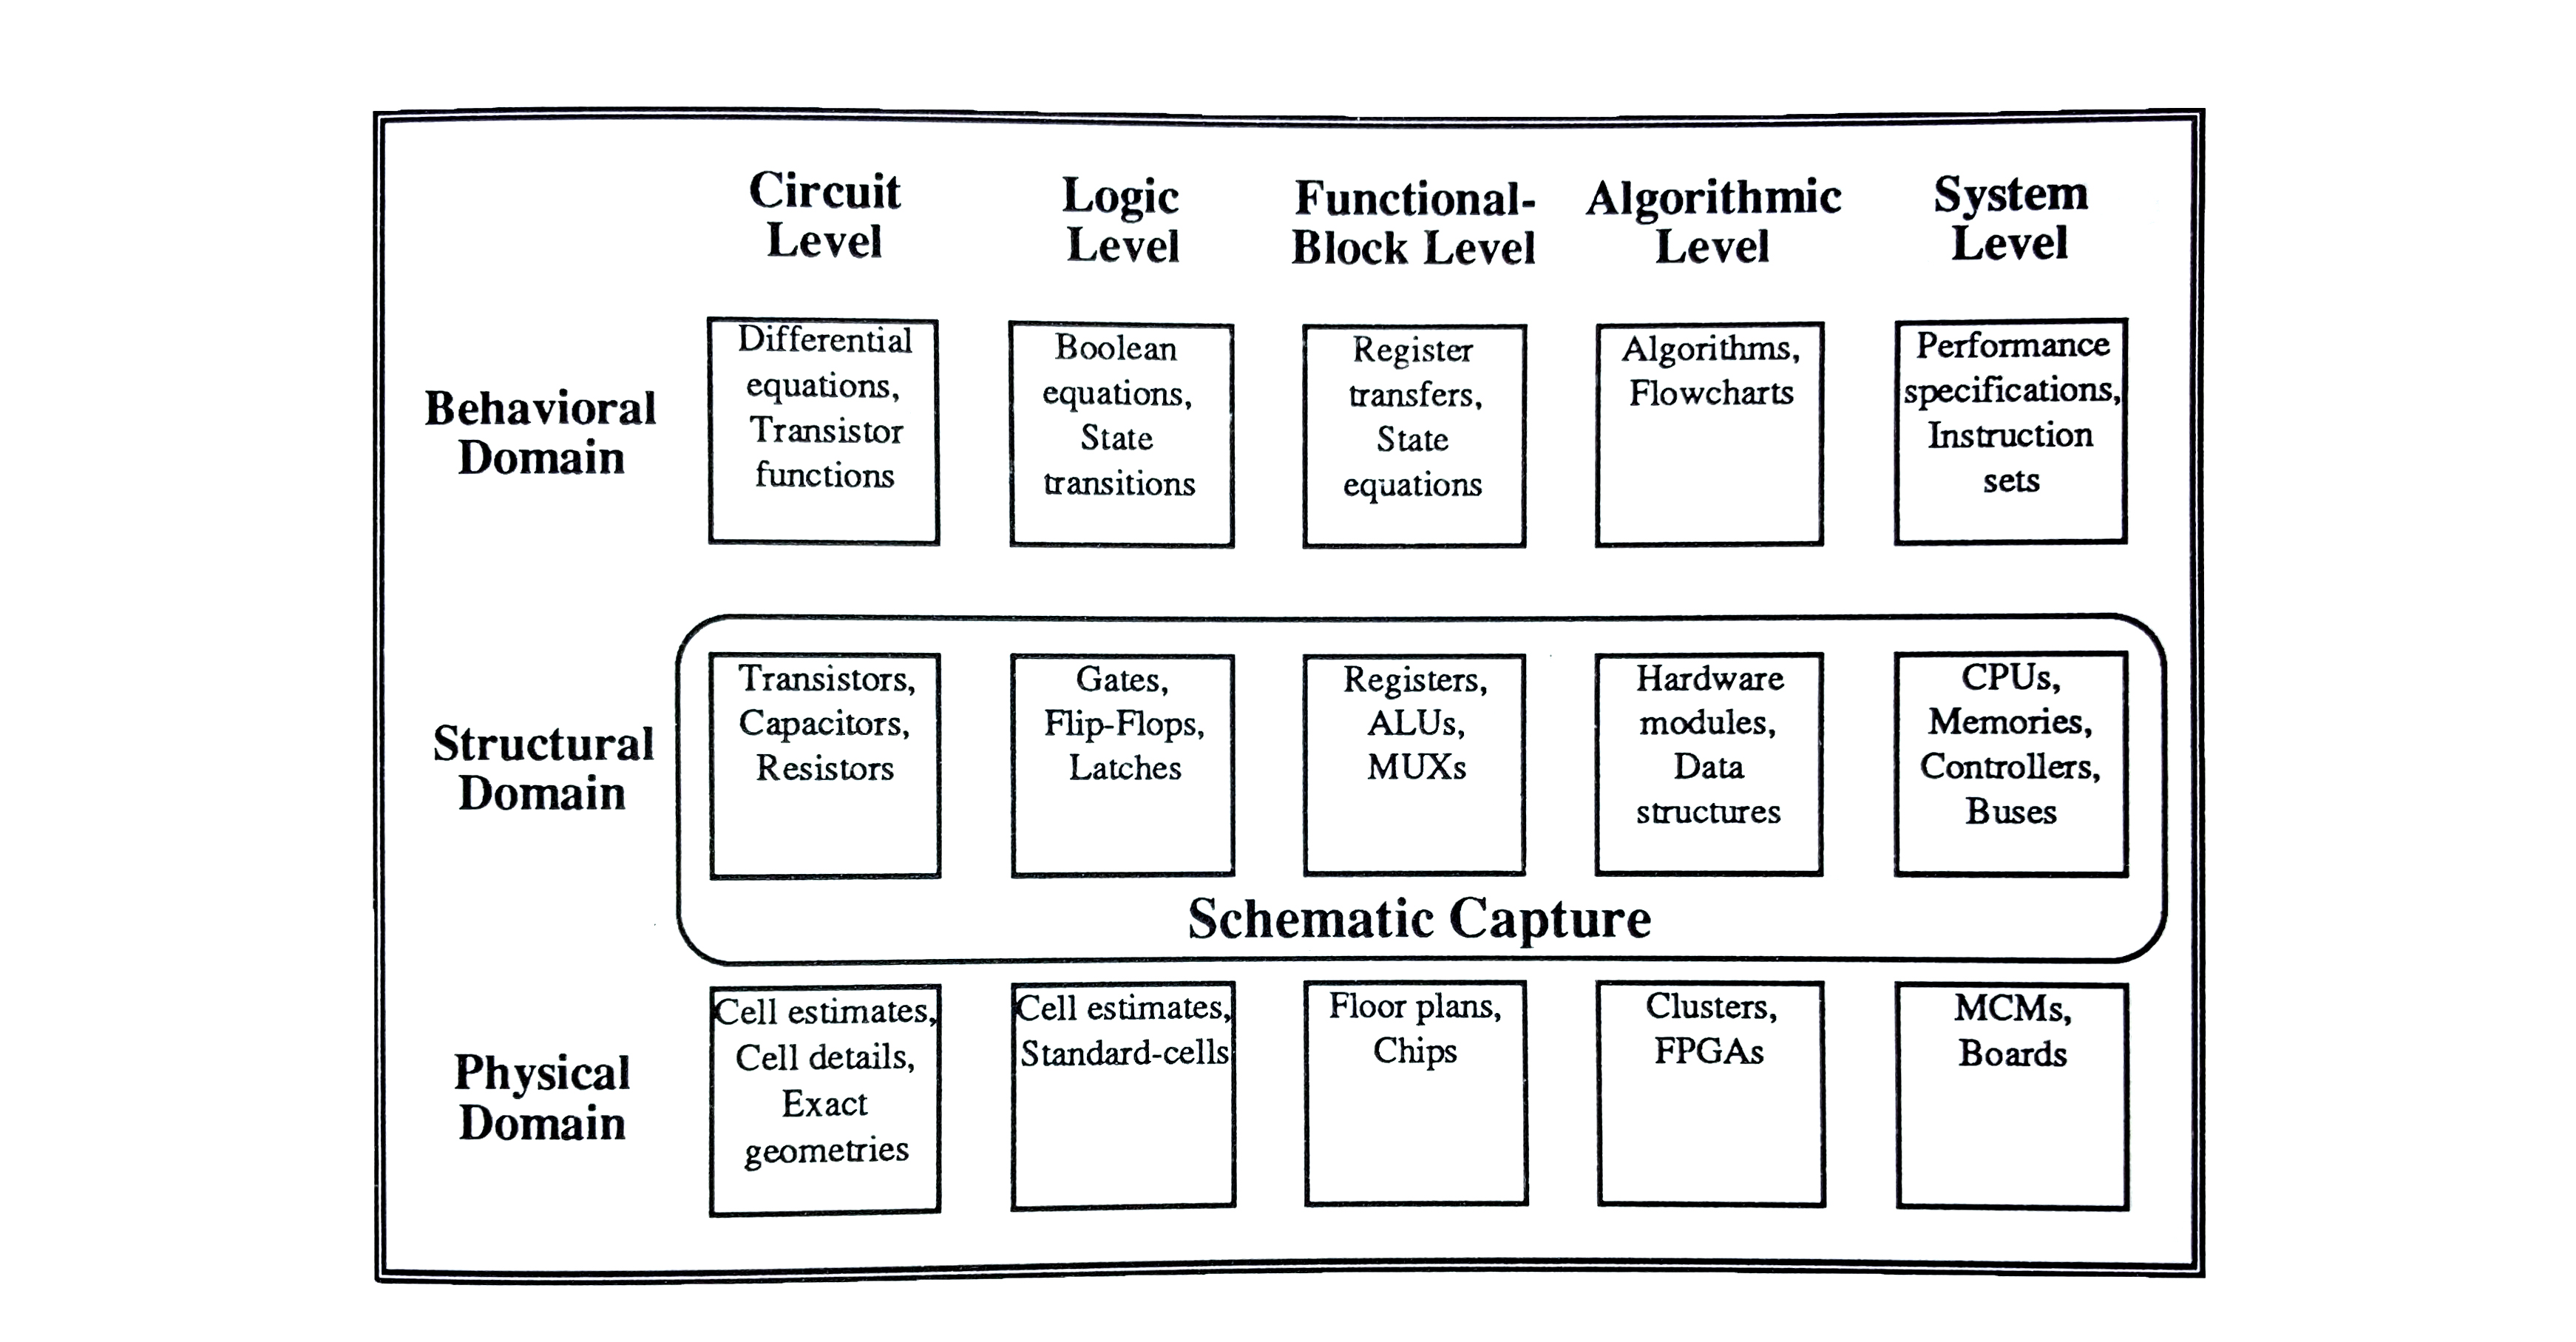 Circuit
Level
Logic
Level
Functional-
Block Level
Algorithmic
Level
System
Level
Behavioral
Domain
Differential
equations,
Transistor
functions
Boolean
equations,
State
transitions
Register
transfers,
State
equations
Algorithms,
Flowcharts
Performance
specifications,
Instruction
sets
Structural
Domain
Transistors,
Capacitors,
Resistors
Gates,
Flip-Flops,
Latches
Registers,
ALUs,
MUXs
Hardware
modules,
Data
structures
CPUs,
Memories,
Controllers,
Buses
Schematic Capture
Physical
Domain
Cell estimates,
Cell details,
Exact
geometries
Cell estimates,
Standard-cells
Floor plans,
Chips
Clusters,
FPGAs
MCMs,
Boards